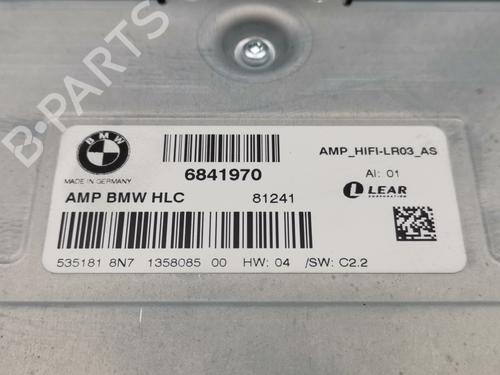 B-PARTS
BMW
MADE IN GERMANY
6841970
AMP_HIFI-LR03_AS
AI: 01
AMP BMW HLC 81241
LEAR
CORPORATION
535181 8N7 1358085 00 HW: 04 /SW: C2.2